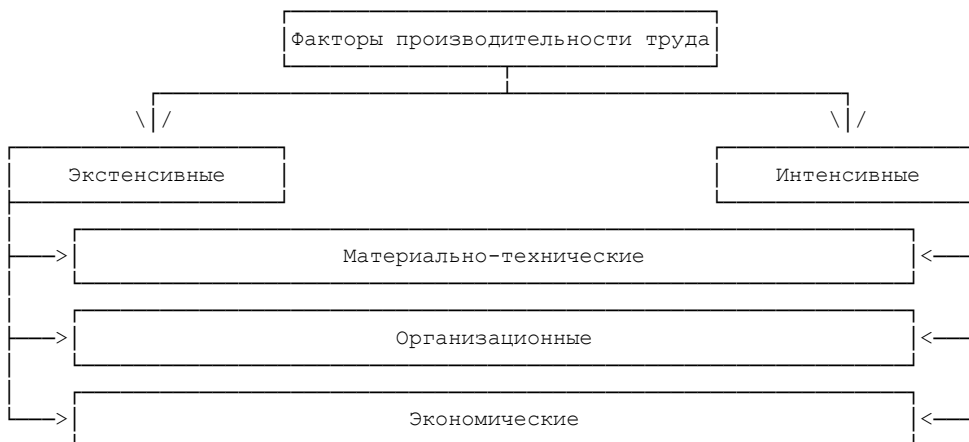 Факторы производительности труда
Экстенсивные
Интенсивные
Материально-технические
Организационные
Экономические